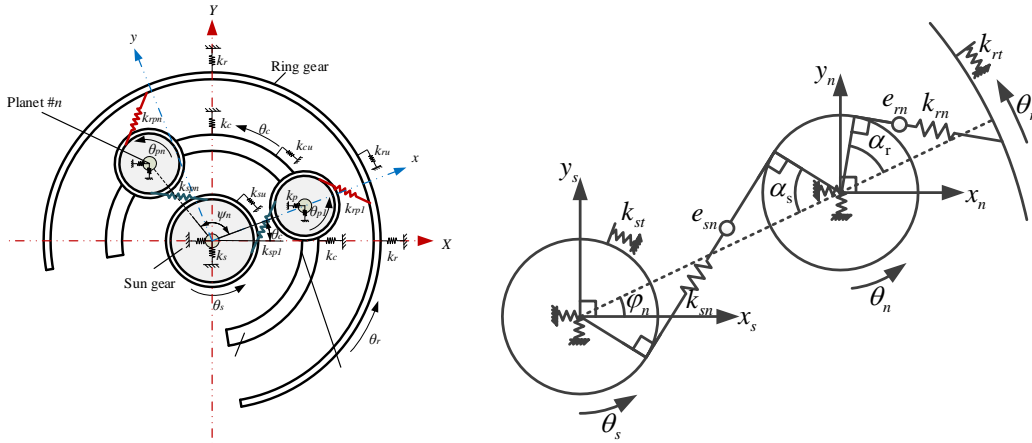 Y
k_r
Ring gear
y
Planet #n
k_rpn
k_c
θ_c
k_cu
k_ru
x
θ_pn
k_spn
k_su
k_p
k_rp1
θ_p1
ψ_n
θ_c
X
k_s
k_sp1
k_c
k_r
Sun gear
θ_s
θ_r
k_rt
y_n
e_rn
k_rn
α_r
θ_r
y_s
α_s
x_n
k_st
e_sn
θ_n
φ_n
k_sn
x_s
θ_s